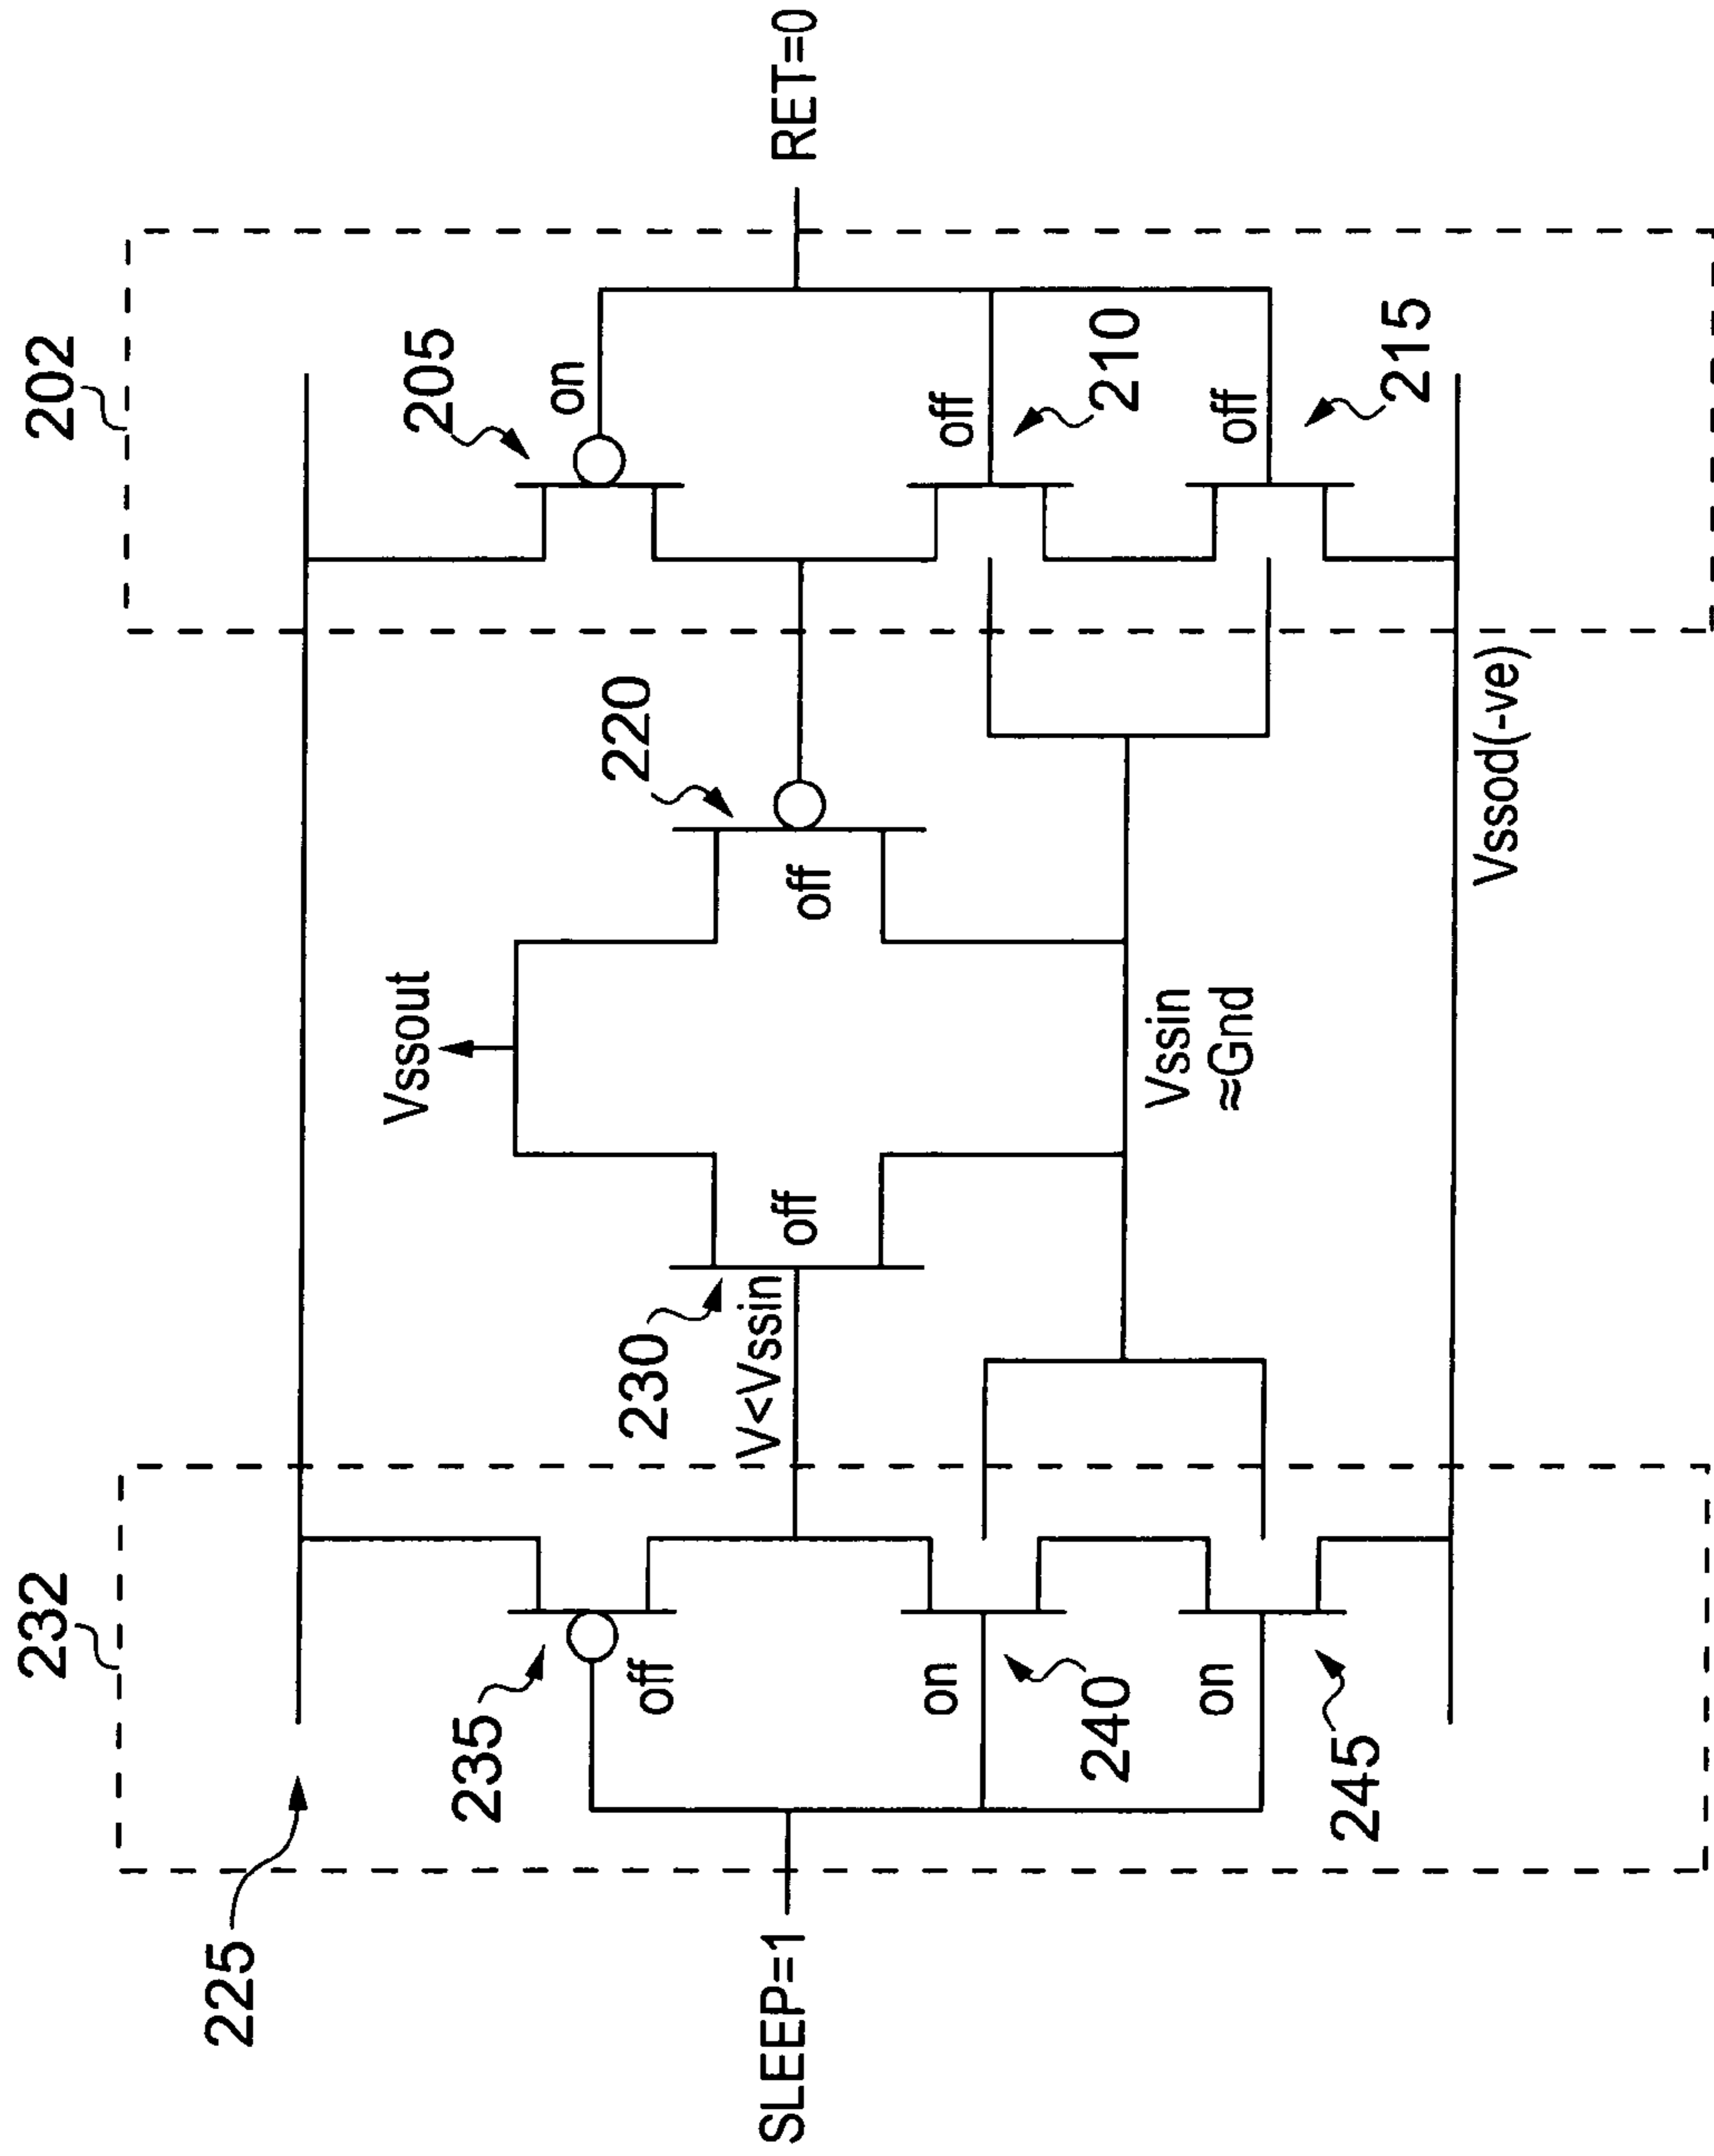 202
232
225
205
on
235
off
Vssout
220
off
230
off
V<Vssin
RET=0
SLEEP=1
off
210
on
240
Vssin
≈Gnd
off
215
on
245
Vssod(-ve)